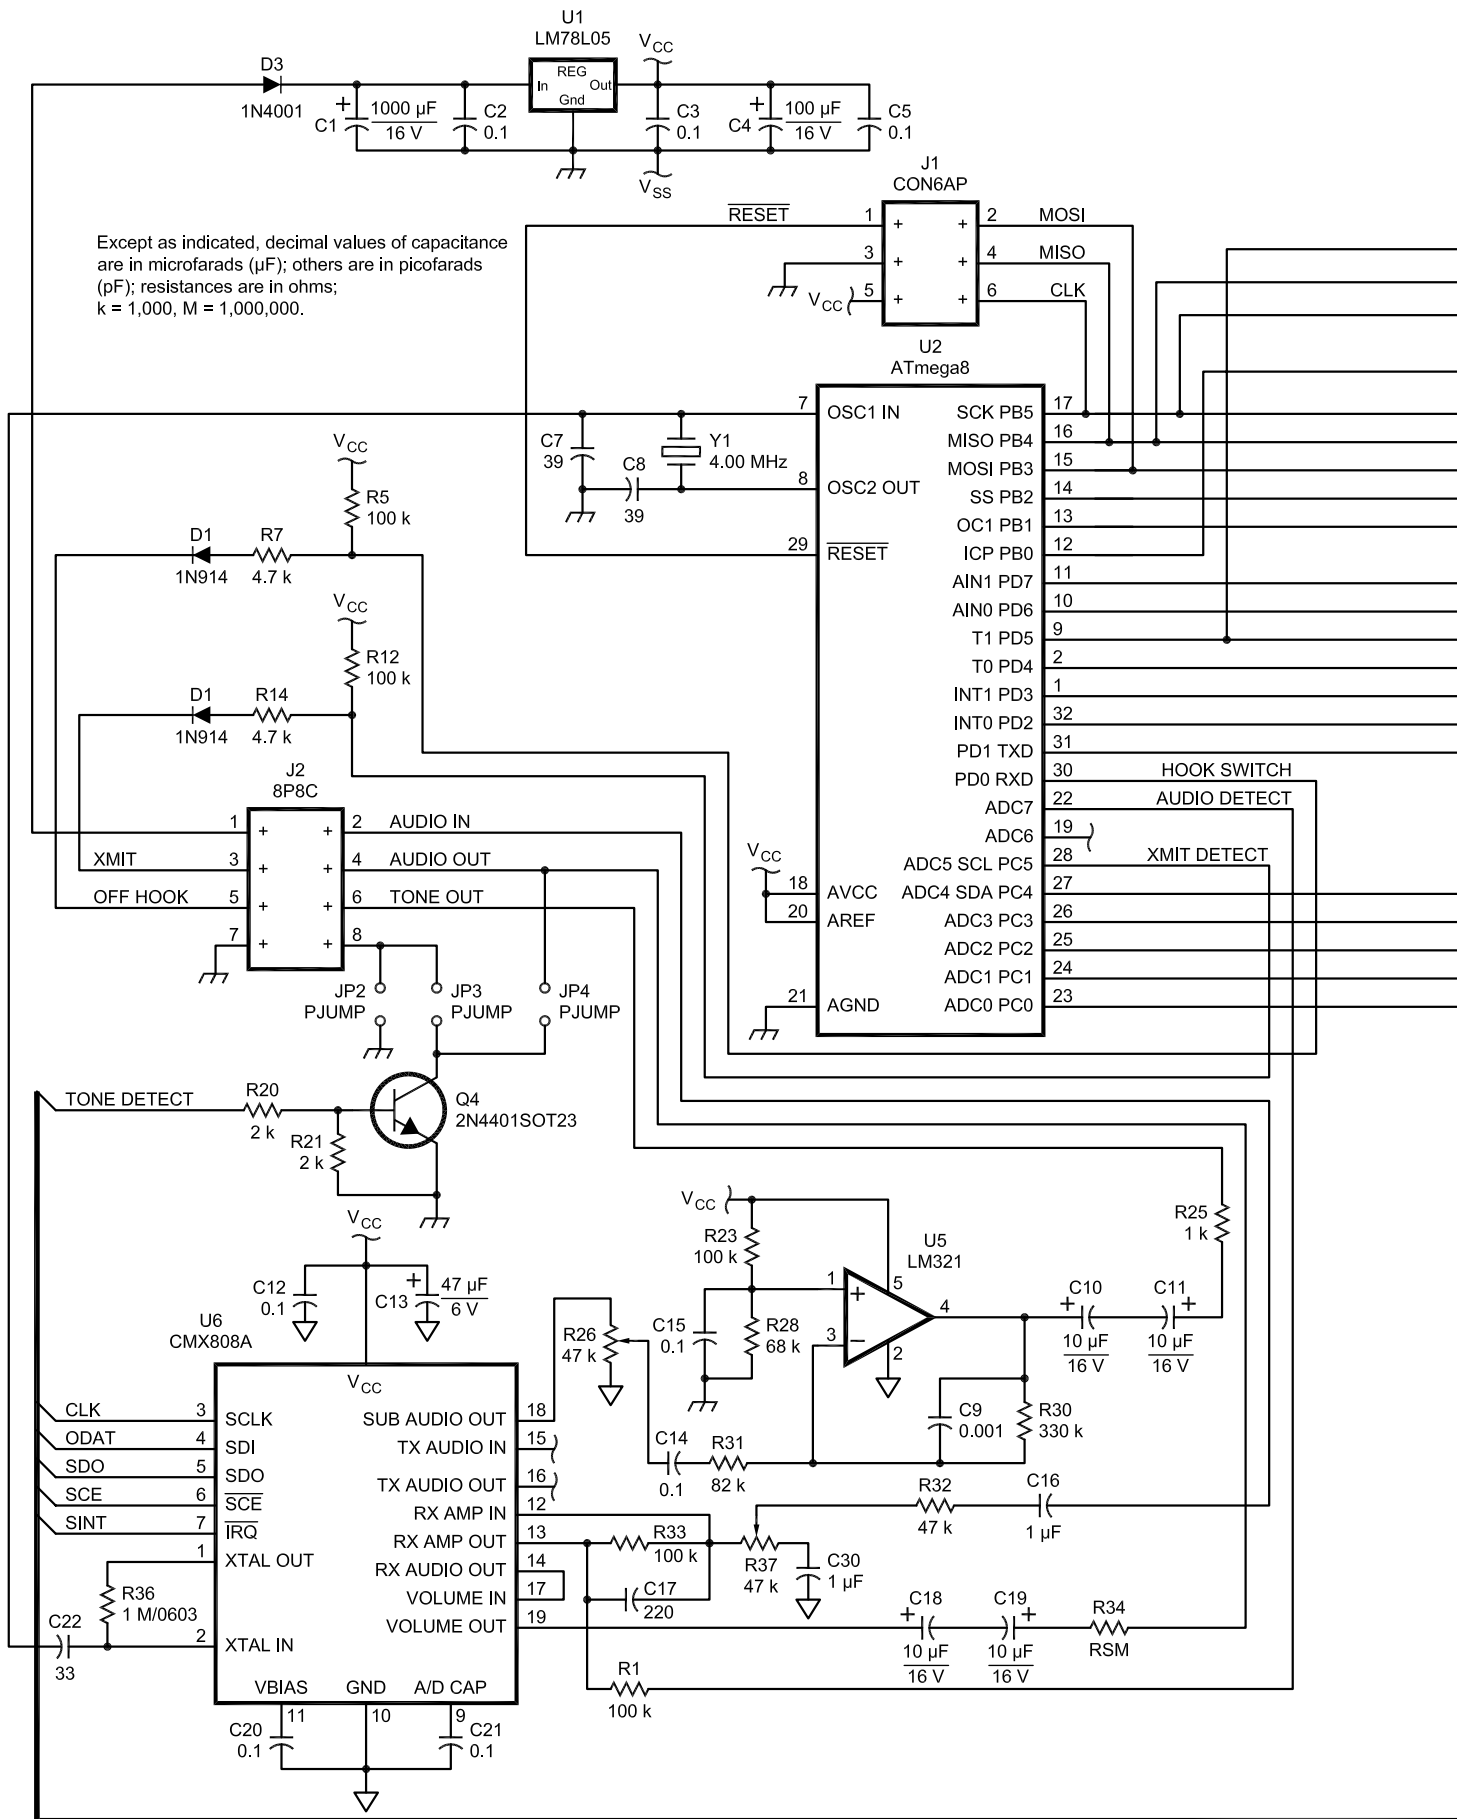 U1
LM78L05
VCC
D3
REG
In
Out
Gnd
1N4001
+
C1
1000 µF
16 V
C2
0.1
C3
0.1
+
C4
100 µF
16 V
C5
0.1
VSS
J1
CON6AP
RESET
1
+
+
2
MOSI
3
+
+
4
MISO
VCC
5
+
+
6
CLK
Except as indicated, decimal values of capacitance
are in microfarads (µF); others are in picofarads
(pF); resistances are in ohms;
k = 1,000, M = 1,000,000.
U2
ATmega8
7
OSC1 IN
8
OSC2 OUT
29
RESET
18
AVCC
20
AREF
21
AGND
VCC
SCK PB5
17
MISO PB4
16
MOSI PB3
15
SS PB2
14
OC1 PB1
13
ICP PB0
12
AIN1 PD7
11
AIN0 PD6
10
T1 PD5
9
T0 PD4
2
INT1 PD3
1
INT0 PD2
32
PD1 TXD
31
PD0 RXD
30
HOOK SWITCH
ADC7
22
AUDIO DETECT
ADC6
19
ADC5 SCL PC5
28
XMIT DETECT
ADC4 SDA PC4
27
ADC3 PC3
26
ADC2 PC2
25
ADC1 PC1
24
ADC0 PC0
23
C7
39
C8
39
Y1
4.00 MHz
VCC
R5
100 k
D1
1N914
R7
4.7 k
VCC
R12
100 k
D1
1N914
R14
4.7 k
J2
8P8C
1
+
+
2
AUDIO IN
XMIT
3
+
+
4
AUDIO OUT
OFF HOOK
5
+
+
6
TONE OUT
7
+
+
8
JP2
PJUMP
JP3
PJUMP
JP4
PJUMP
TONE DETECT
R20
2 k
R21
2 k
Q4
2N4401SOT23
VCC
C12
0.1
+
C13
47 µF
6 V
U6
CMX808A
VCC
CLK
3
SCLK
ODAT
4
SDI
SDO
5
SDO
SCE
6
SCE
SINT
7
IRQ
1
XTAL OUT
2
XTAL IN
R36
1 M/0603
C22
33
SUB AUDIO OUT
18
TX AUDIO IN
15
TX AUDIO OUT
16
RX AMP IN
12
RX AMP OUT
13
RX AUDIO OUT
14
VOLUME IN
17
VOLUME OUT
19
VBIAS
GND
A/D CAP
11
10
9
C20
0.1
C21
0.1
VCC
R23
100 k
U5
LM321
1
+
5
4
3
−
2
C15
0.1
R28
68 k
R26
47 k
C14
0.1
R31
82 k
C9
0.001
R30
330 k
+
C10
10 µF
16 V
C11
+
10 µF
16 V
R25
1 k
R32
47 k
C16
1 µF
R33
100 k
C17
220
R37
47 k
C30
1 µF
+
C18
10 µF
16 V
C19
+
10 µF
16 V
R34
RSM
R1
100 k